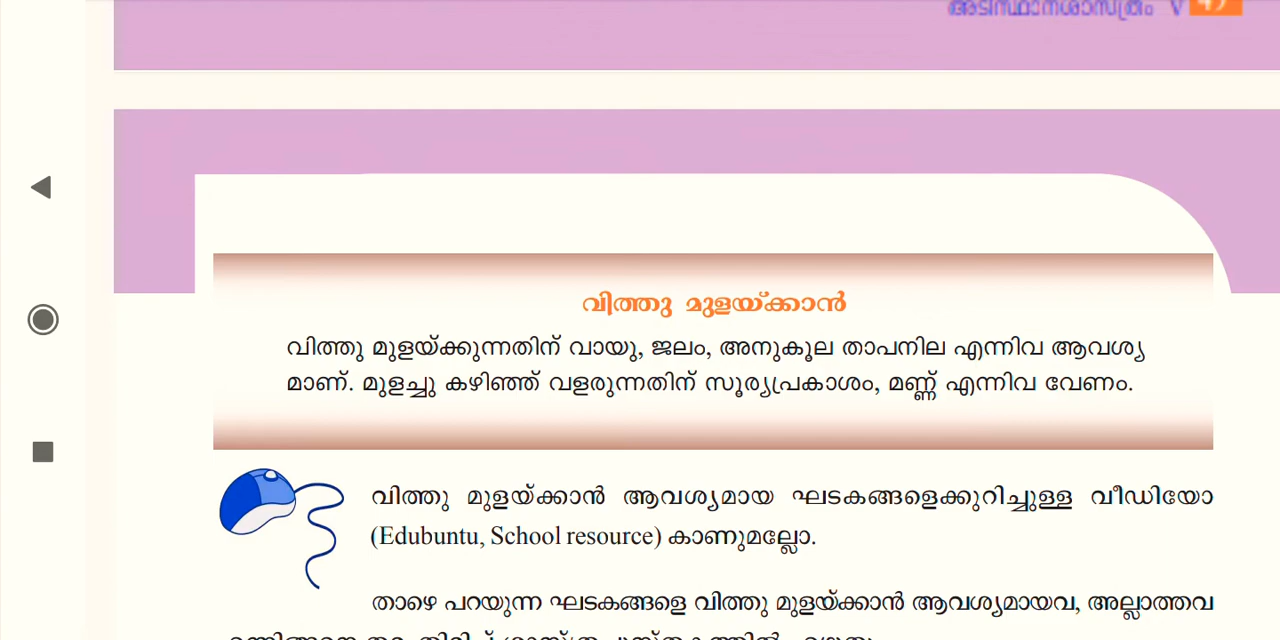 അടിസ്ഥാനശാസ്ത്രം V
വിത്തു മുളയ്ക്കാൻ
വിത്തു മുളയ്ക്കുന്നതിന് വായു, ജലം, അനുകൂല താപനില എന്നിവ ആവശ്യ
മാണ്. മുളച്ചു കഴിഞ്ഞ് വളരുന്നതിന് സൂര്യപ്രകാശം, മണ്ണ് എന്നിവ വേണം.
വിത്തു മുളയ്ക്കാൻ ആവശ്യമായ ഘടകങ്ങളെക്കുറിച്ചുള്ള വീഡിയോ
(Edubuntu, School resource) കാണുമല്ലോ.
താഴെ പറയുന്ന ഘടകങ്ങളെ വിത്തു മുളയ്ക്കാൻ ആവശ്യമായവ, അല്ലാത്തവ